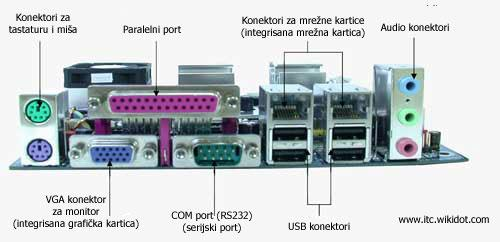 Konektori za
tastaturu i miša
Paralelni port
Konektori za mrežne kartice
(integrisana mrežna kartica)
Audio konektori
VGA konektor
za monitor
(integrisana grafička kartica)
COM port (RS232)
(serijski port)
USB konektori
www.itc.wikidot.com